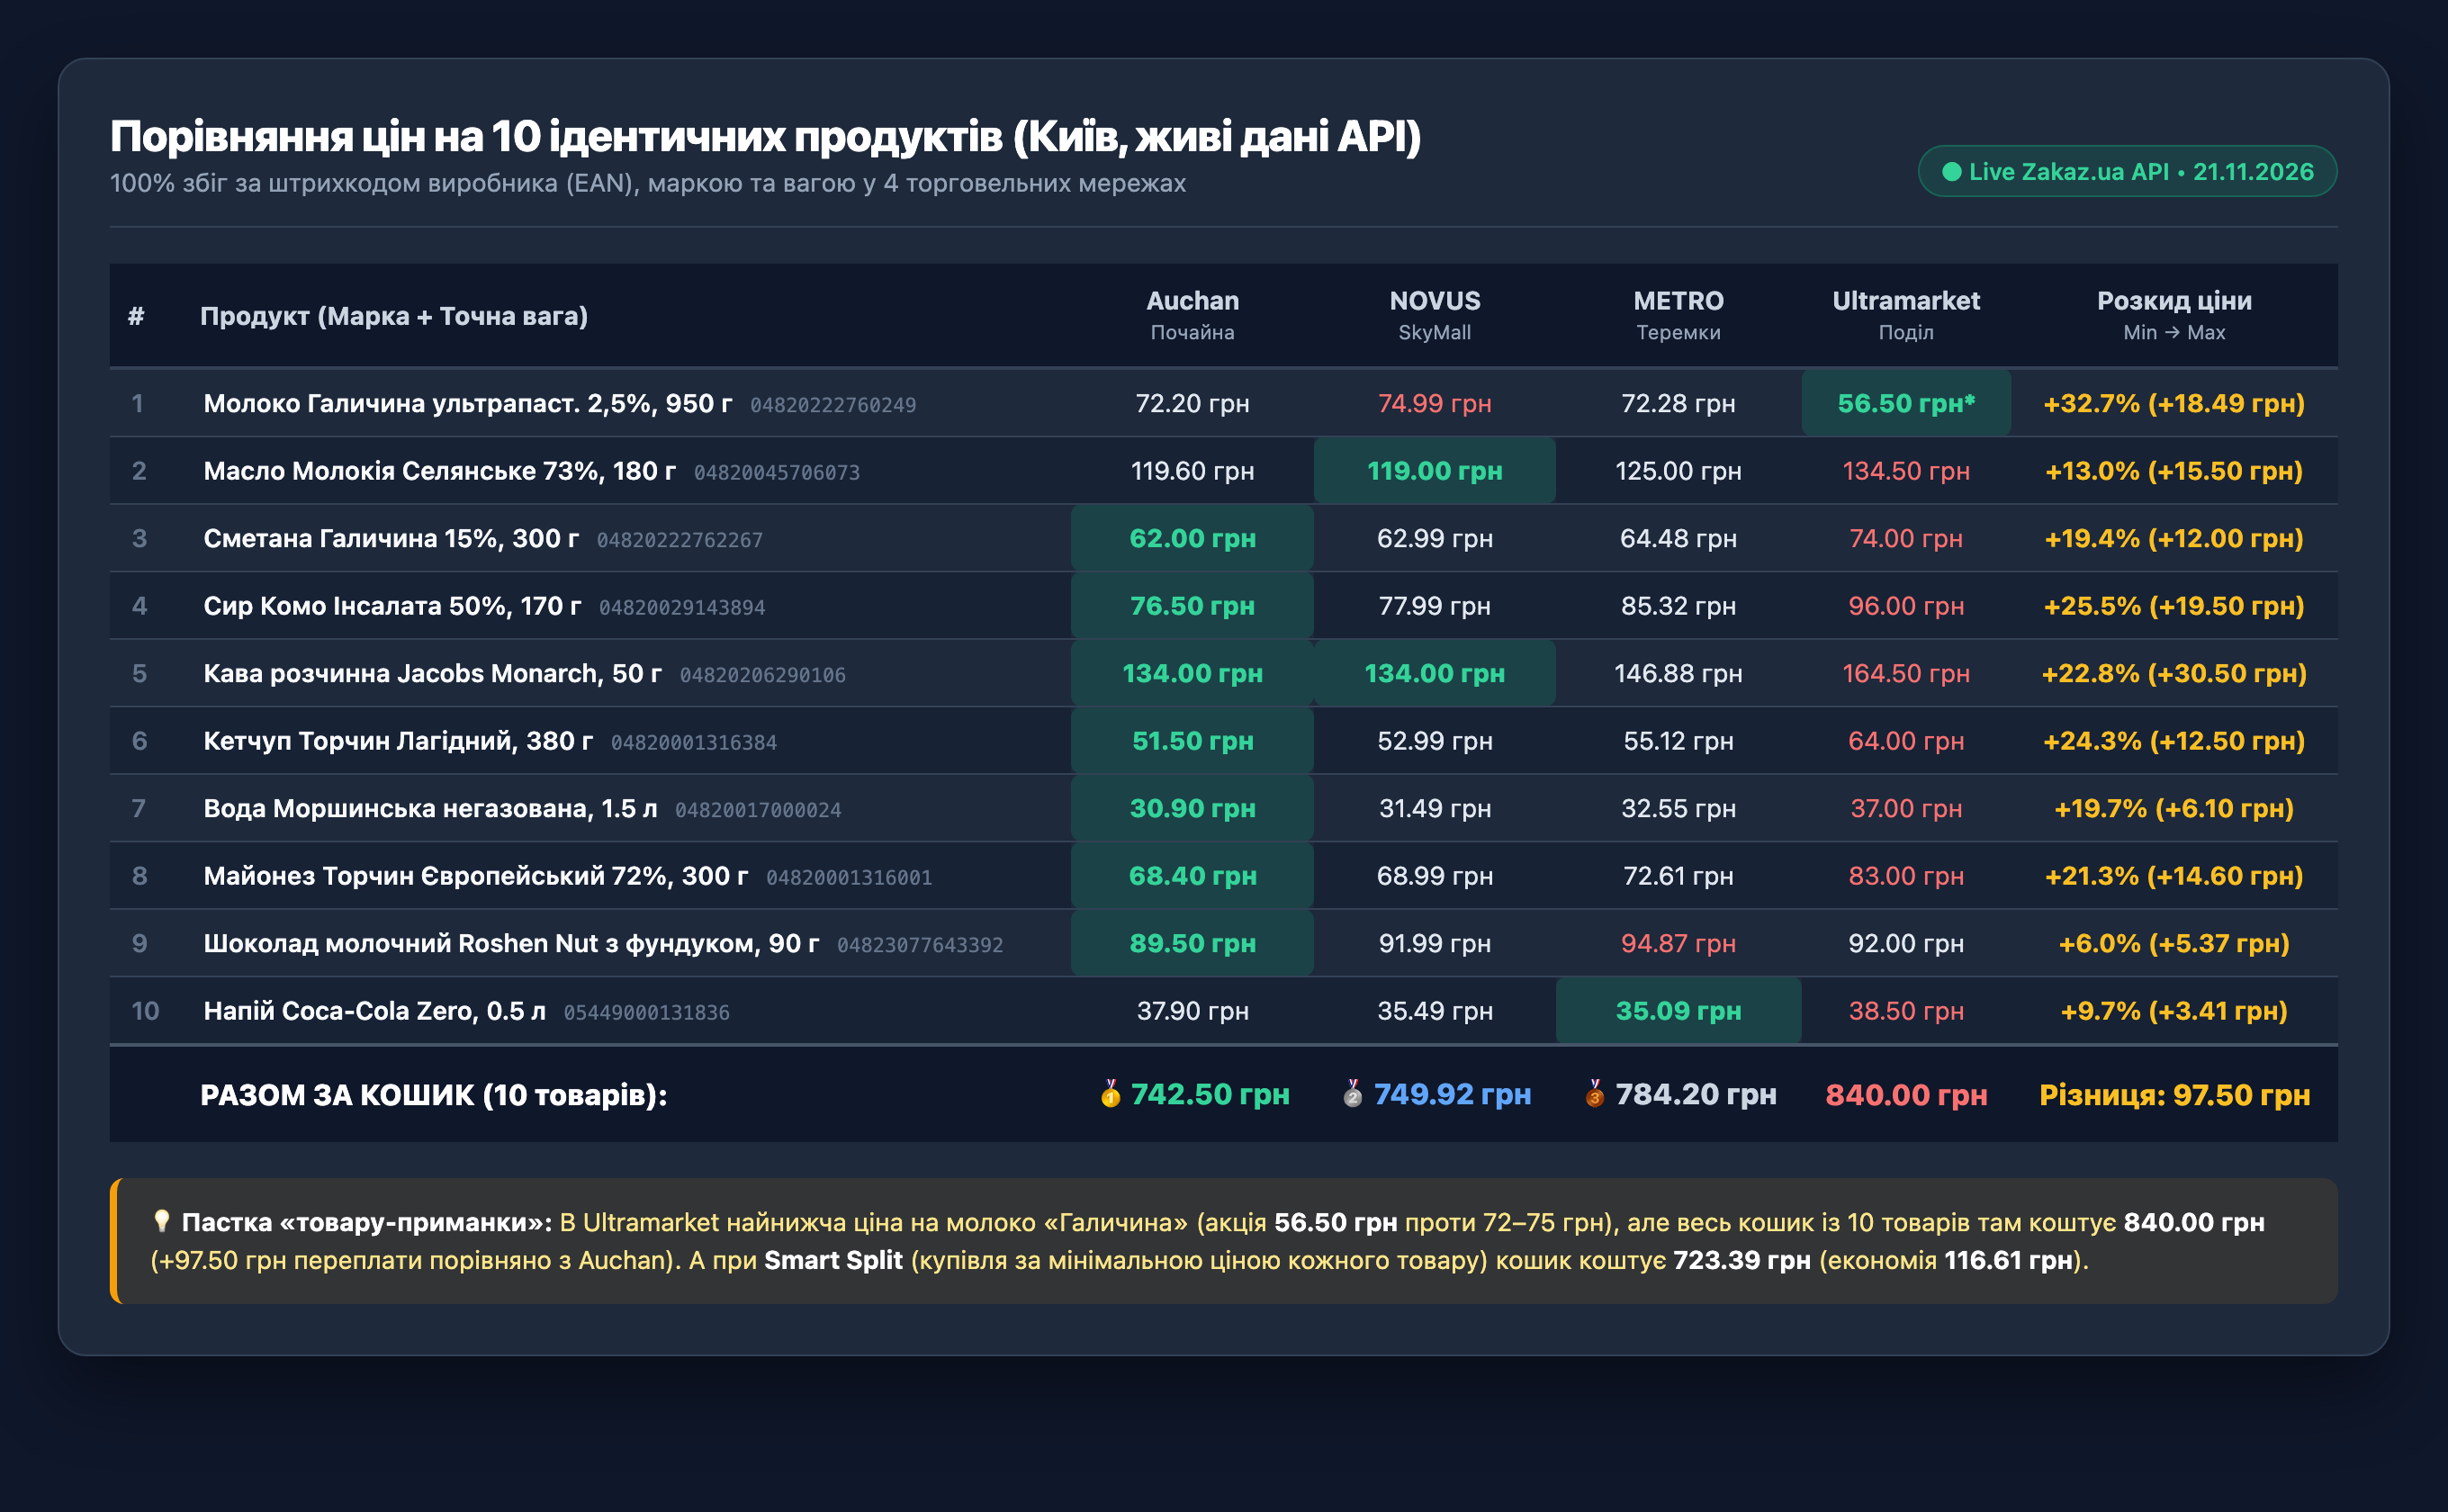 Порівняння цін на 10 ідентичних продуктів (Київ, живі дані API)
100% збіг за штрихкодом виробника (EAN), маркою та вагою у 4 торговельних мережах
Live Zakaz.ua API • 21.11.2026
# Продукт (Марка + Точна вага) Auchan NOVUS METRO Ultramarket Розкид ціни
Почайна SkyMall Теремки Поділ Min → Max
1 Молоко Галичина ультрапаст. 2,5%, 950 г 04820222760249 72.20 грн 74.99 грн 72.28 грн 56.50 грн* +32.7% (+18.49 грн)
2 Масло Молокія Селянське 73%, 180 г 04820045706073 119.60 грн 119.00 грн 125.00 грн 134.50 грн +13.0% (+15.50 грн)
3 Сметана Галичина 15%, 300 г 04820222762267 62.00 грн 62.99 грн 64.48 грн 74.00 грн +19.4% (+12.00 грн)
4 Сир Комо Інсалата 50%, 170 г 04820029143894 76.50 грн 77.99 грн 85.32 грн 96.00 грн +25.5% (+19.50 грн)
5 Кава розчинна Jacobs Monarch, 50 г 04820206290106 134.00 грн 134.00 грн 146.88 грн 164.50 грн +22.8% (+30.50 грн)
6 Кетчуп Торчин Лагідний, 380 г 04820001316384 51.50 грн 52.99 грн 55.12 грн 64.00 грн +24.3% (+12.50 грн)
7 Вода Моршинська негазована, 1.5 л 04820017000024 30.90 грн 31.49 грн 32.55 грн 37.00 грн +19.7% (+6.10 грн)
8 Майонез Торчин Європейський 72%, 300 г 04820001316001 68.40 грн 68.99 грн 72.61 грн 83.00 грн +21.3% (+14.60 грн)
9 Шоколад молочний Roshen Nut з фундуком, 90 г 04823077643392 89.50 грн 91.99 грн 94.87 грн 92.00 грн +6.0% (+5.37 грн)
10 Напій Coca-Cola Zero, 0.5 л 05449000131836 37.90 грн 35.49 грн 35.09 грн 38.50 грн +9.7% (+3.41 грн)
РАЗОМ ЗА КОШИК (10 товарів): 🥇 742.50 грн 🥈 749.92 грн 🥉 784.20 грн 840.00 грн Різниця: 97.50 грн
💡 Пастка «товару-приманки»: В Ultramarket найнижча ціна на молоко «Галичина» (акція 56.50 грн проти 72–75 грн), але весь кошик із 10 товарів там коштує 840.00 грн
(+97.50 грн переплати порівняно з Auchan). А при Smart Split (купівля за мінімальною ціною кожного товару) кошик коштує 723.39 грн (економія 116.61 грн).